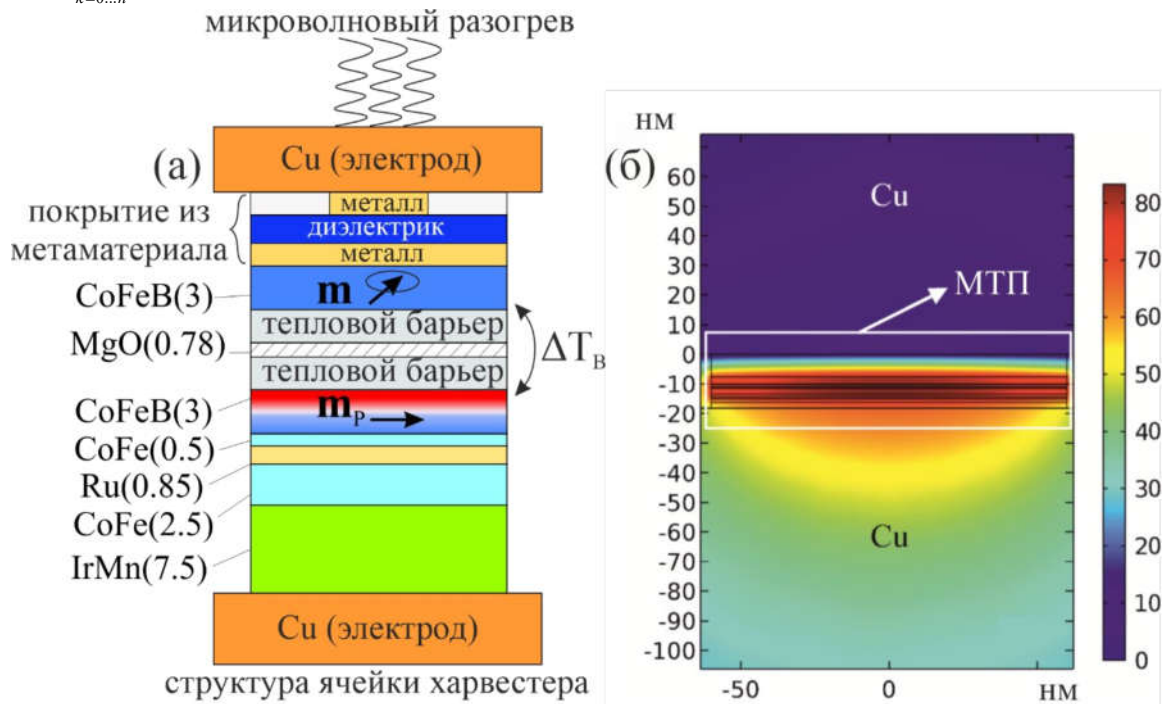 k=0...n
микроволновый разогрев
(а)
Cu (электрод)
покрытие из
метаматериала
металл
диэлектрик
металл
CoFeB(3)
m
тепловой барьер
MgO(0.78)
тепловой барьер
ΔT_B
CoFeB(3)
m_P
CoFe(0.5)
Ru(0.85)
CoFe(2.5)
IrMn(7.5)
Cu (электрод)
структура ячейки харвестера
нм
(б)
Cu
МТП
Cu
60
50
40
30
20
10
0
-10
-20
-30
-40
-50
-60
-70
-80
-90
-100
-50
0
нм
80
70
60
50
40
30
20
10
0